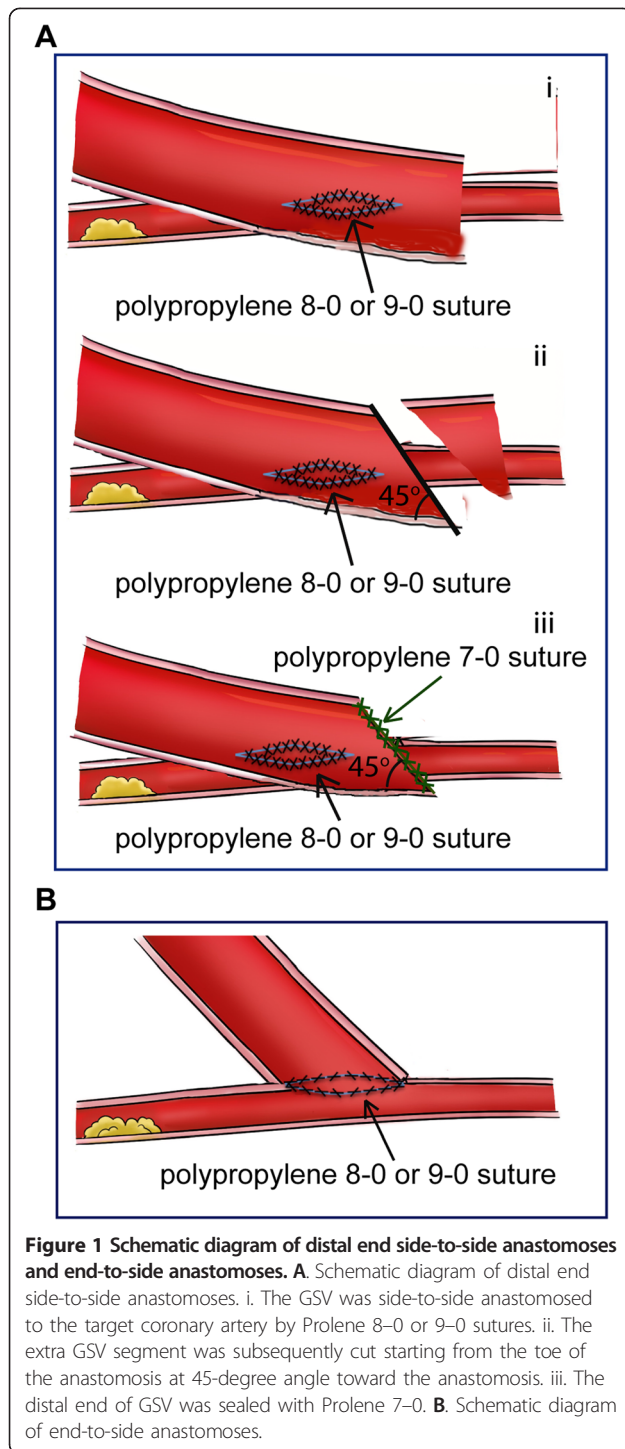 A
i
polypropylene 8-0 or 9-0 suture
ii
45°
polypropylene 8-0 or 9-0 suture
iii
polypropylene 7-0 suture
45°
polypropylene 8-0 or 9-0 suture
B
polypropylene 8-0 or 9-0 suture
Figure 1 Schematic diagram of distal end side-to-side anastomoses
and end-to-side anastomoses. A. Schematic diagram of distal end
side-to-side anastomoses. i. The GSV was side-to-side anastomosed
to the target coronary artery by Prolene 8–0 or 9–0 sutures. ii. The
extra GSV segment was subsequently cut starting from the toe of
the anastomosis at 45-degree angle toward the anastomosis. iii. The
distal end of GSV was sealed with Prolene 7–0. B. Schematic diagram
of end-to-side anastomoses.